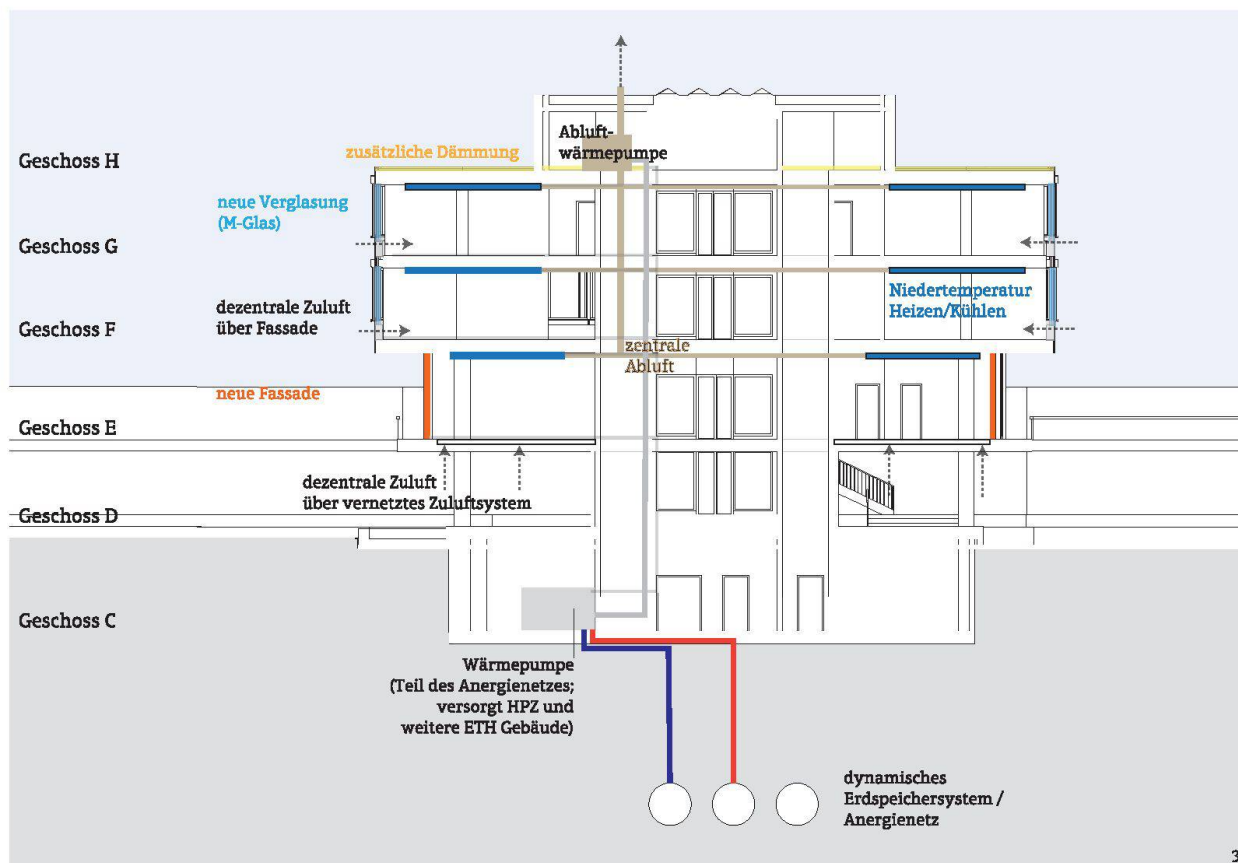 Abluft-
wärmepumpe
zusätzliche Dämmung
Geschoss H
neue Verglasung
(M-Glas)
Geschoss G
Niedertemperatur
Heizen/Kühlen
dezentrale Zuluft
über Fassade
Geschoss F
zentrale
Abluft
neue Fassade
Geschoss E
dezentrale Zuluft
über vernetztes Zuluftsystem
Geschoss D
Geschoss C
Wärmepumpe
(Teil des Anergienetzes;
versorgt HPZ und
weitere ETH Gebäude)
dynamisches
Erdspeichersystem /
Anergienetz
3